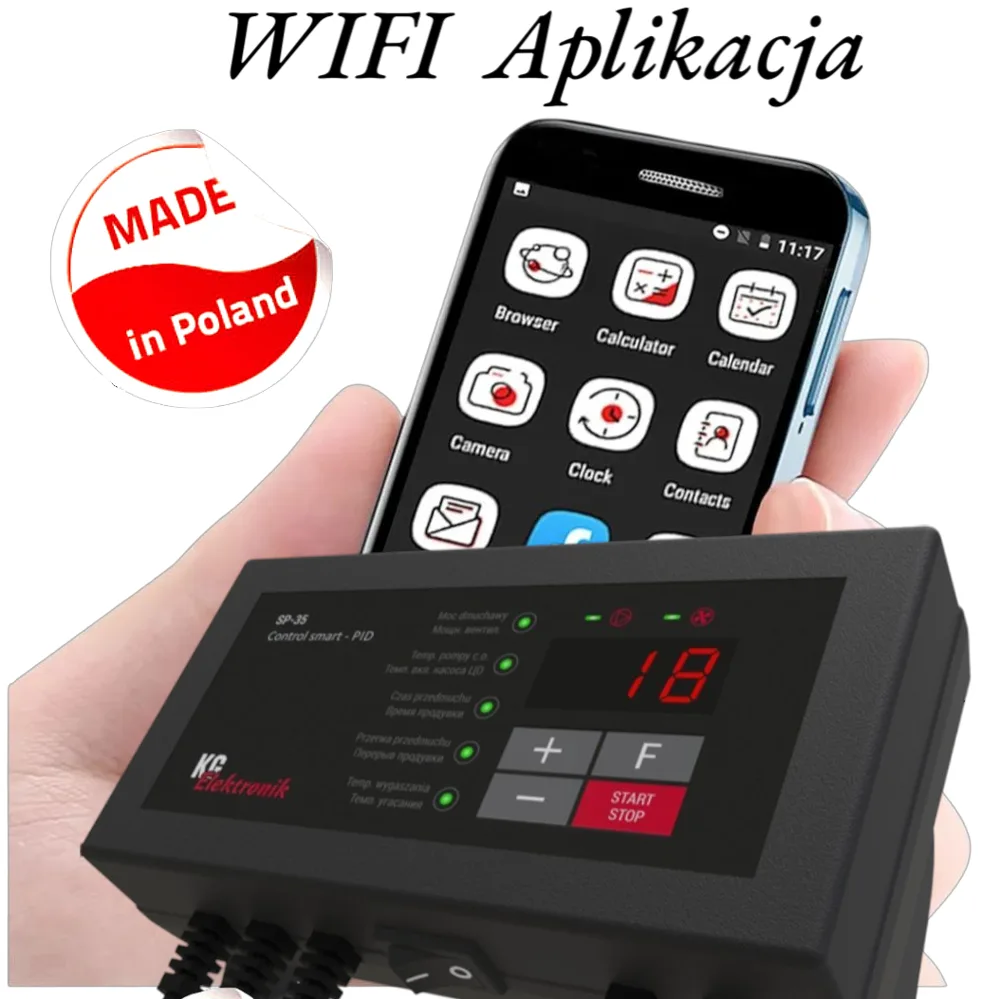 WIFI Aplikacja
MADE
in Poland
11:17
Browser
Calculator
Calendar
Camera
Clock
Contacts
SP-35
Control smart - PID
Moc dmuchawy
Мощн. вентил.
Temp. pompy c.o.
Темп. вкл. насоса ЦО
Czas przedmuchu
Время продувки
Przerwa przedmuchu
Перерыв продувки
Temp. wygaszania
Темп. угасания
18
+
F
−
START
STOP
KG
Elektronik